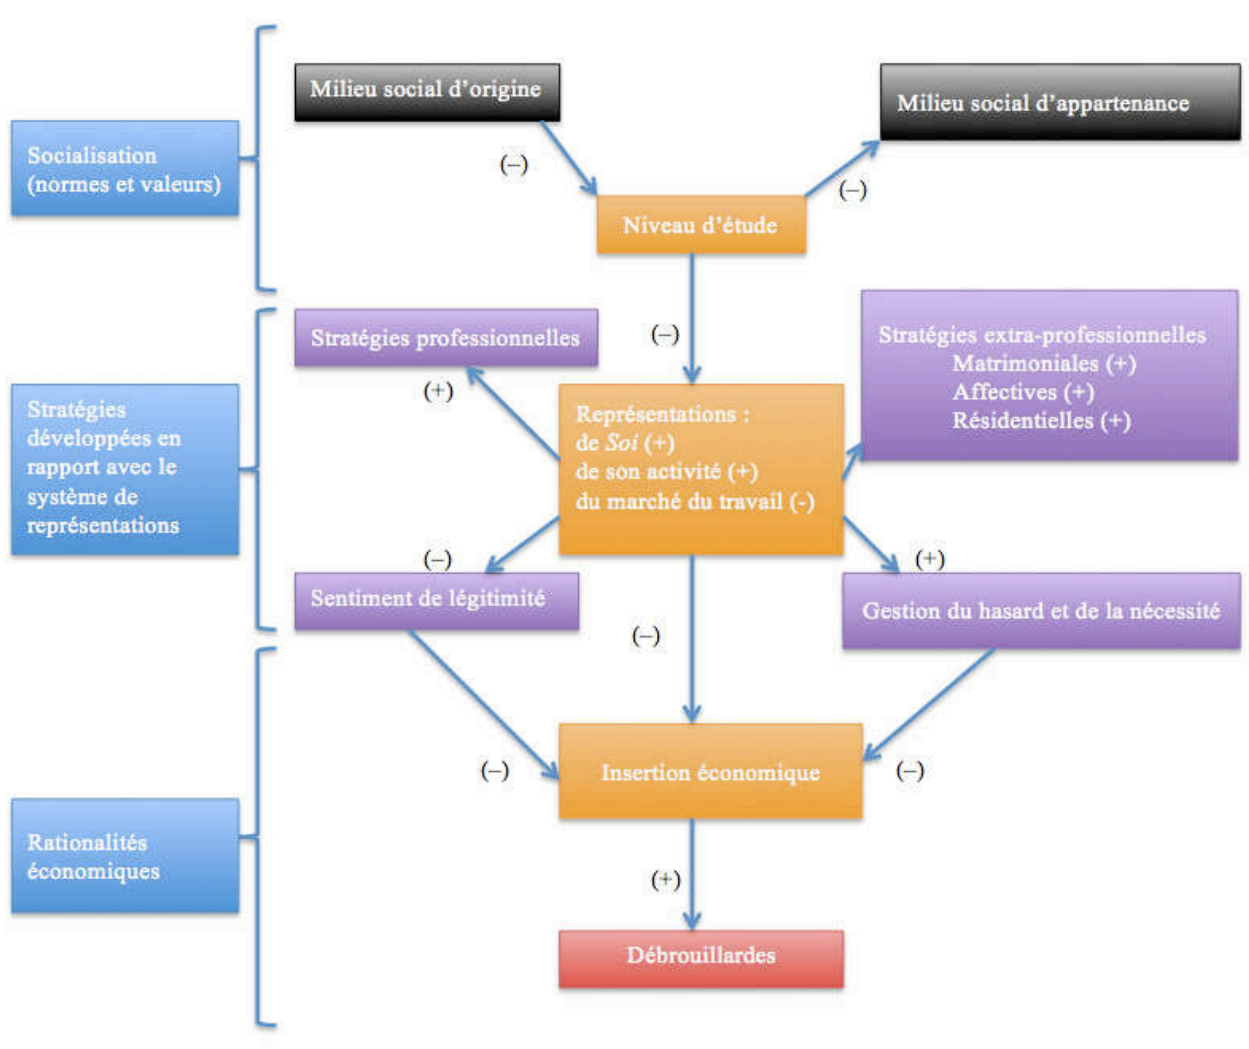 Milieu social d’origine
Milieu social d’appartenance
Socialisation
(normes et valeurs)
(–)
(–)
Niveau d’étude
(–)
Stratégies professionnelles
Stratégies extra-professionnelles
Matrimoniales (+)
Affectives (+)
Résidentielles (+)
(+)
Stratégies
développées en
rapport avec le
système de
représentations
Représentations :
de Soi (+)
de son activité (+)
du marché du travail (-)
(–)
(+)
Sentiment de légitimité
Gestion du hasard et de la nécessité
(–)
(–)
Insertion économique
(–)
Rationalités
économiques
(+)
Débrouillardes